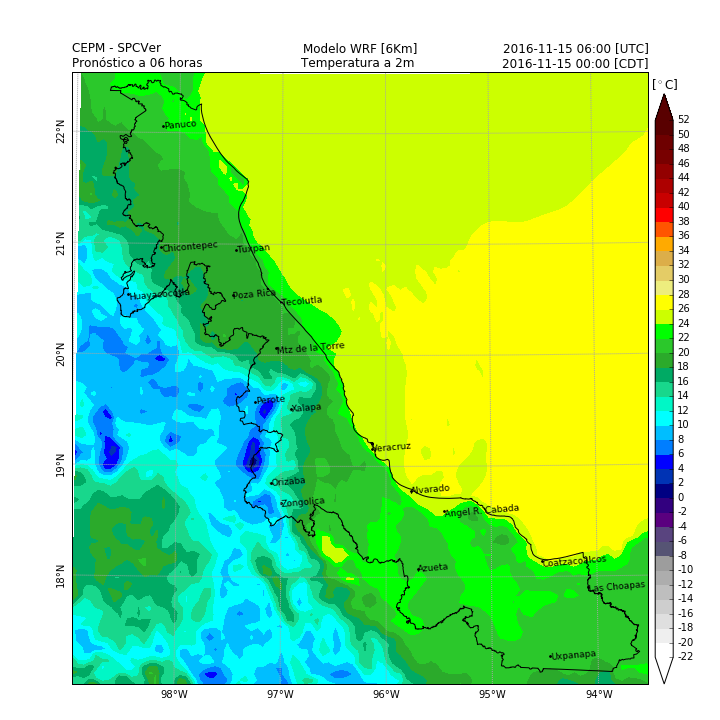 CEPM - SPCVer Modelo WRF [6Km] 2016-11-15 06:00 [UTC]
Pronóstico a 06 horas Temperatura a 2m 2016-11-15 00:00 [CDT]
[°C]
52
50
48
46
44
42
40
38
36
34
32
30
28
26
24
22
20
18
16
14
12
10
8
6
4
2
0
-2
-4
-6
-8
-10
-12
-14
-16
-18
-20
-22
22°N
21°N
20°N
19°N
18°N
Panuco
Chicontepec
Tuxpan
Huayacocotla
Poza Rica
Tecolutla
Mtz de la Torre
Perote
Xalapa
Veracruz
Orizaba
Alvarado
Zongolica
Angel R. Cabada
Azueta
Coatzacoalcos
Las Choapas
Uxpanapa
98°W 97°W 96°W 95°W 94°W